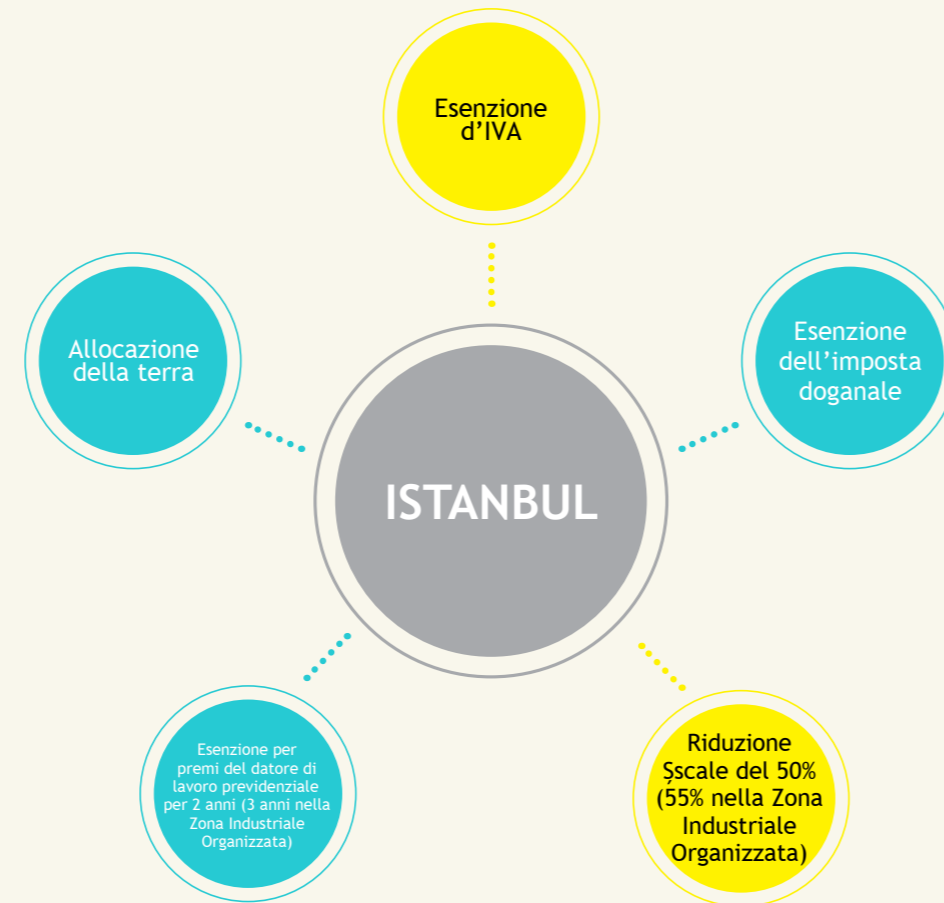 Esenzione
d’IVA
Allocazione
della terra
Esenzione
dell’imposta
doganale
ISTANBUL
Esenzione per
premi del datore di
lavoro previdenziale
per 2 anni (3 anni nella
Zona Industriale
Organizzata)
Riduzione
Şscale del 50%
(55% nella Zona
Industriale
Organizzata)